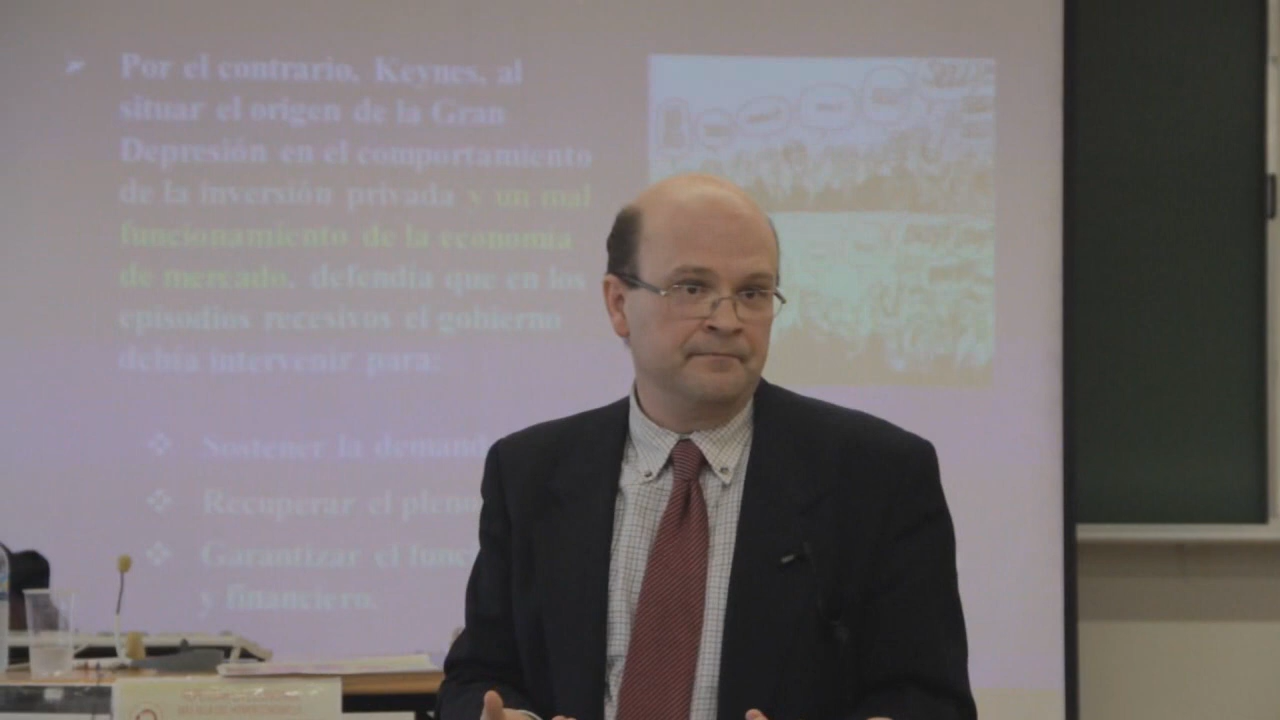 Por el contrario, Keynes, al
situar el origen de la Gran
Depresión en el comportamiento
de la inversión privada y un mal
funcionamiento de la economía
de mercado, defendía que en los
episodios recesivos el gobierno
debía intervenir para:
Sostener la demand
Recuperar el pleno
Garantizar el func
y financiero.